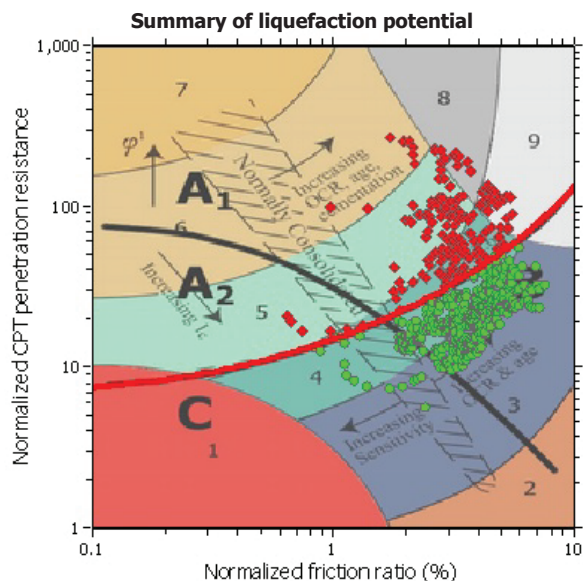 Summary of liquefaction potential
1,000
100
10
1
Normalized CPT penetration resistance
7
8
9
φ'
A1
Normally Consolidated
Increasing
OCR, age,
cementation
6
A2
Increasing Ic
5
4
Increasing
OCR & age
Increasing
Sensitivity
3
C
1
2
0.1
1
10
Normalized friction ratio (%)